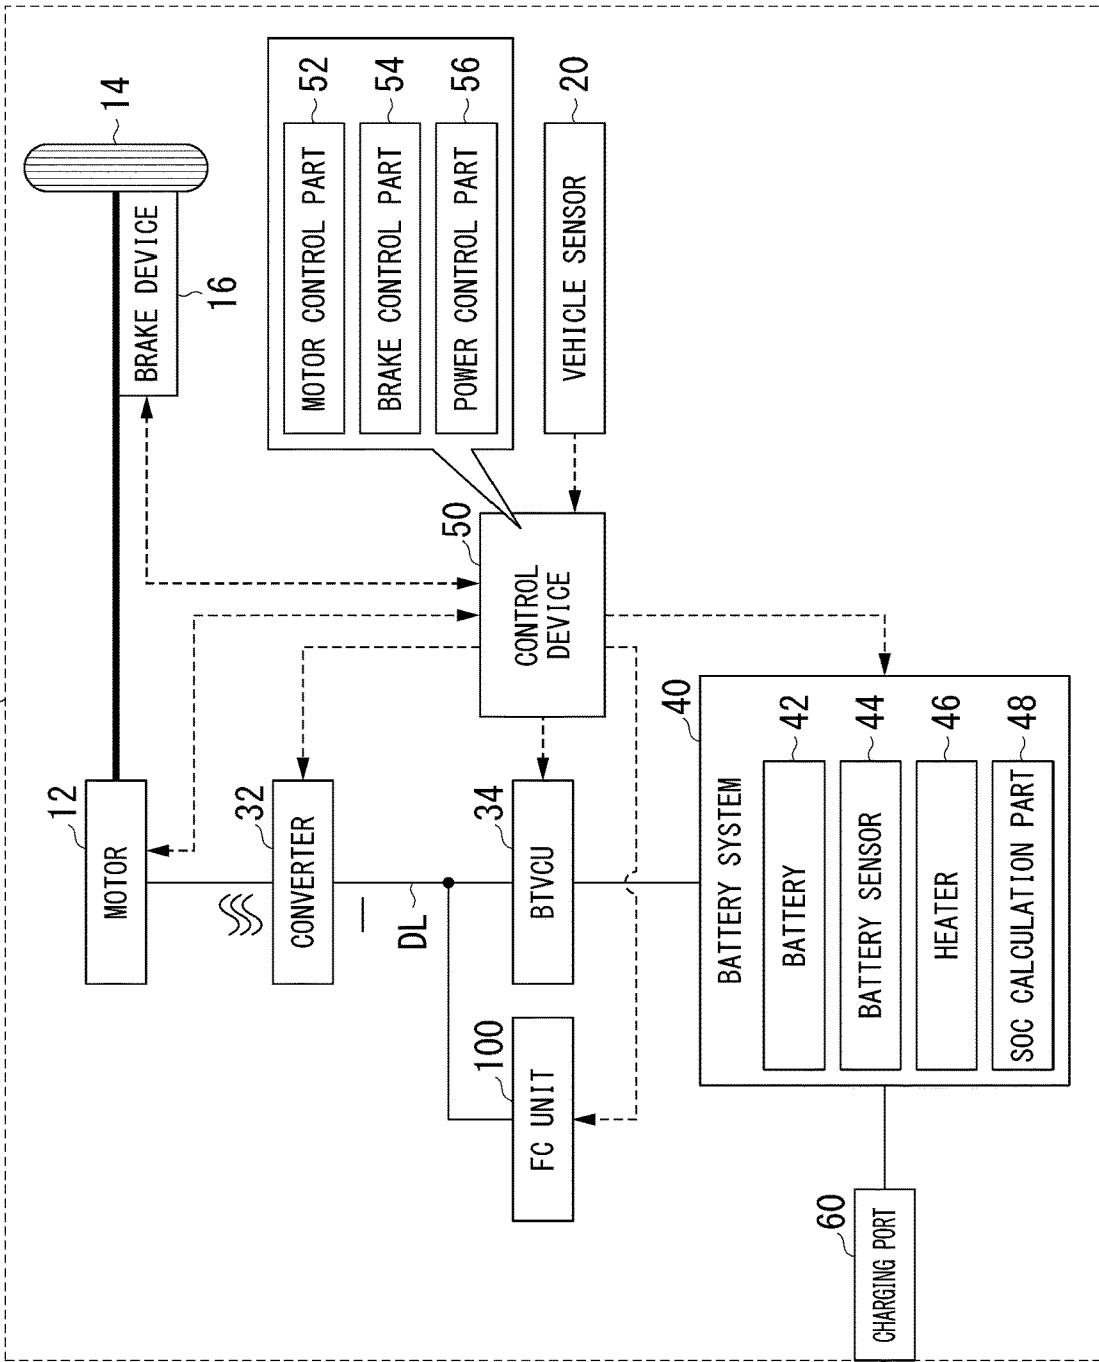 12
MOTOR
14
BRAKE DEVICE
16
32
CONVERTER
DL
52
MOTOR CONTROL PART
54
BRAKE CONTROL PART
56
POWER CONTROL PART
20
VEHICLE SENSOR
50
CONTROL
DEVICE
34
BTVCU
100
FC UNIT
40
BATTERY SYSTEM
42
BATTERY
44
BATTERY SENSOR
46
HEATER
48
SOC CALCULATION PART
60
CHARGING PORT